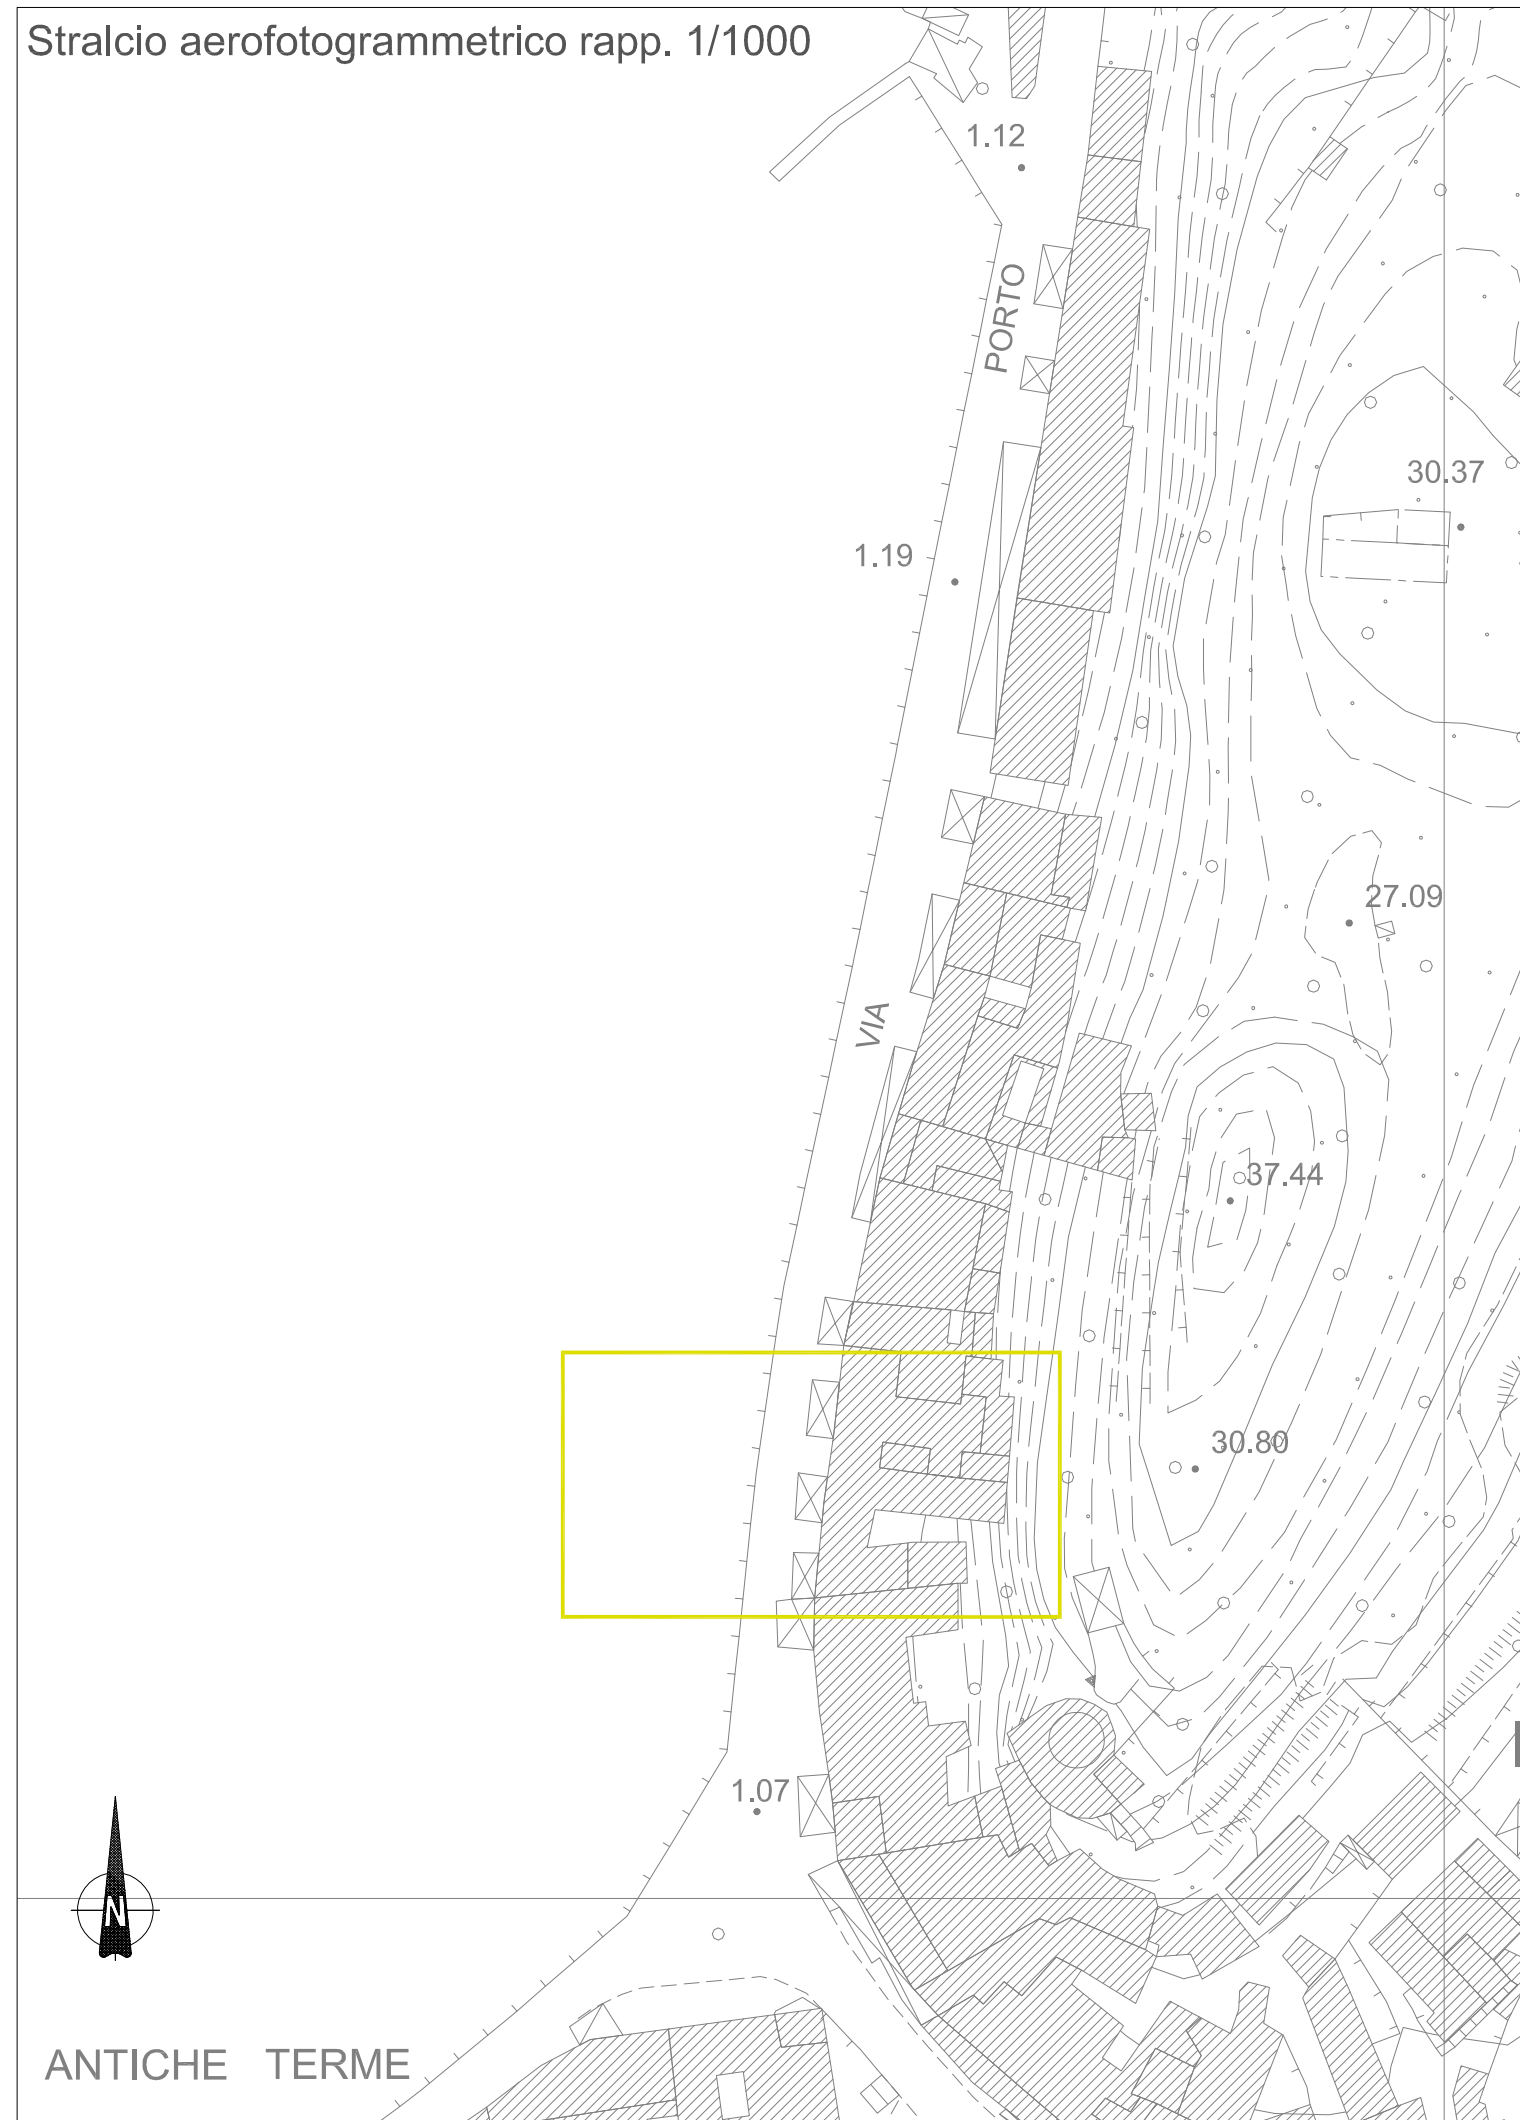 Stralcio aerofotogrammetrico rapp. 1/1000
1.12
PORTO
30.37
1.19
27.09
VIA
37.44
30.80
1.07
N
ANTICHE TERME